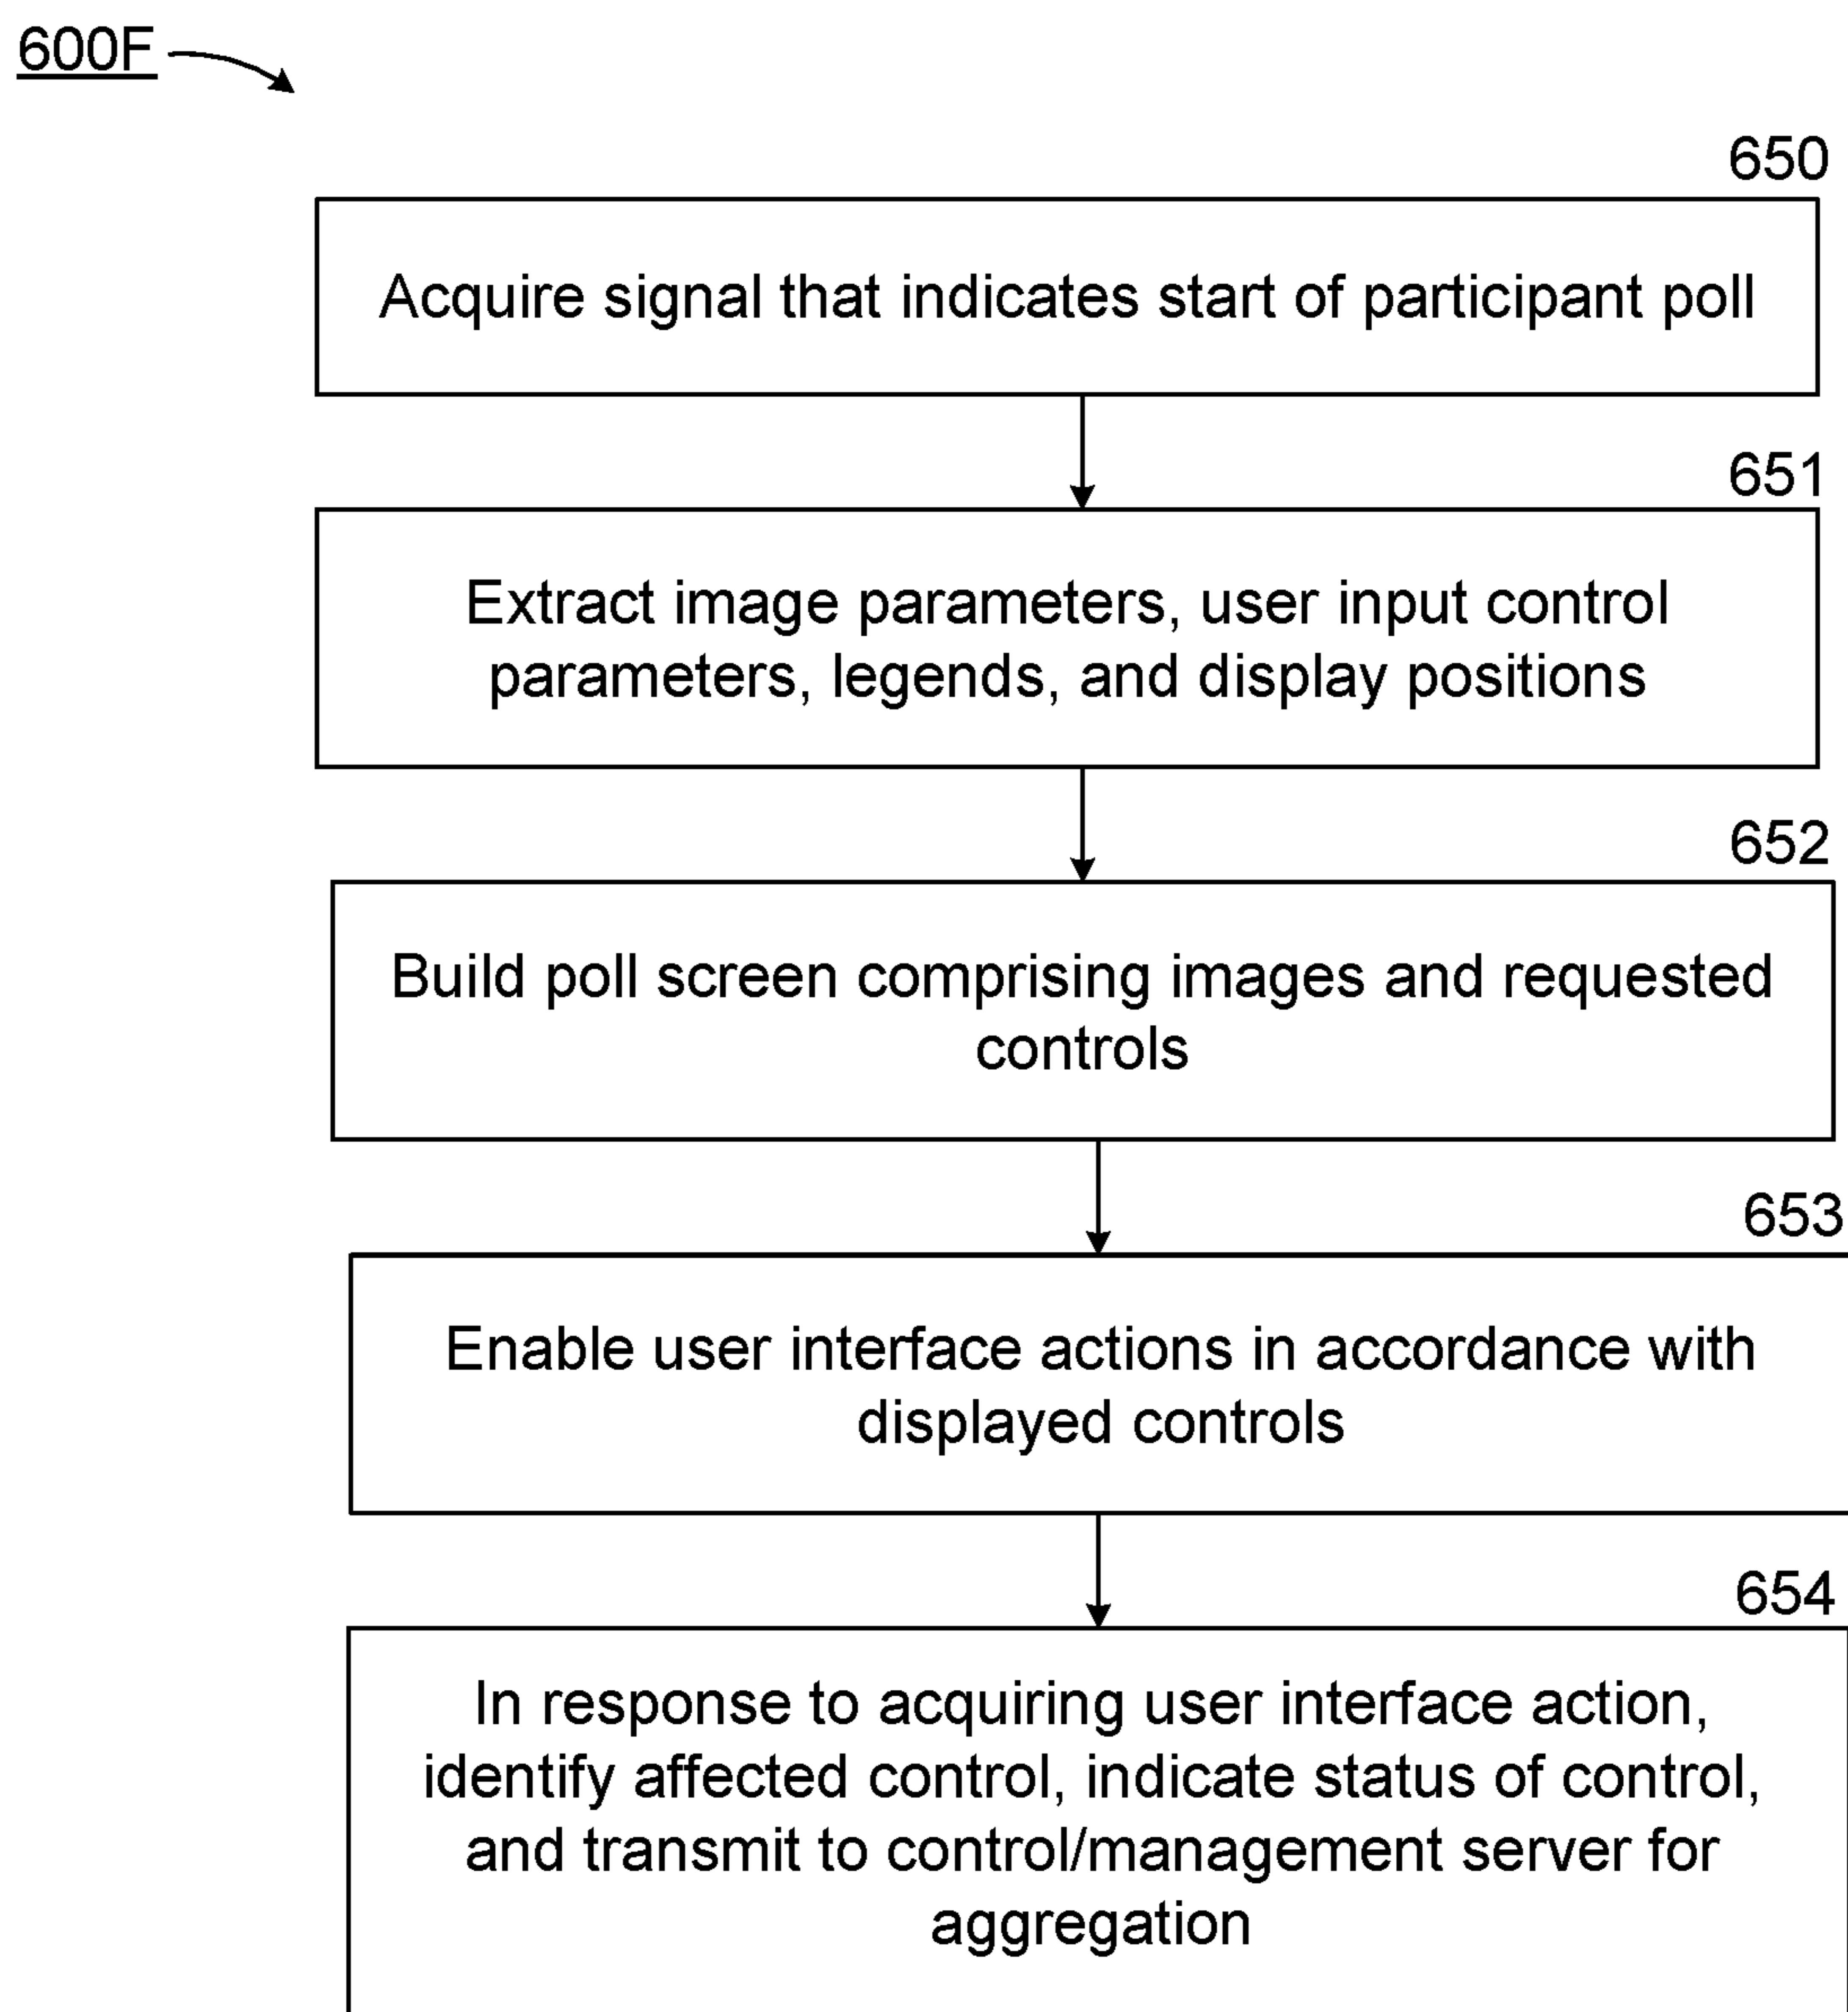 600F
650
Acquire signal that indicates start of participant poll
651
Extract image parameters, user input control
parameters, legends, and display positions
652
Build poll screen comprising images and requested
controls
653
Enable user interface actions in accordance with
displayed controls
654
In response to acquiring user interface action,
identify affected control, indicate status of control,
and transmit to control/management server for
aggregation